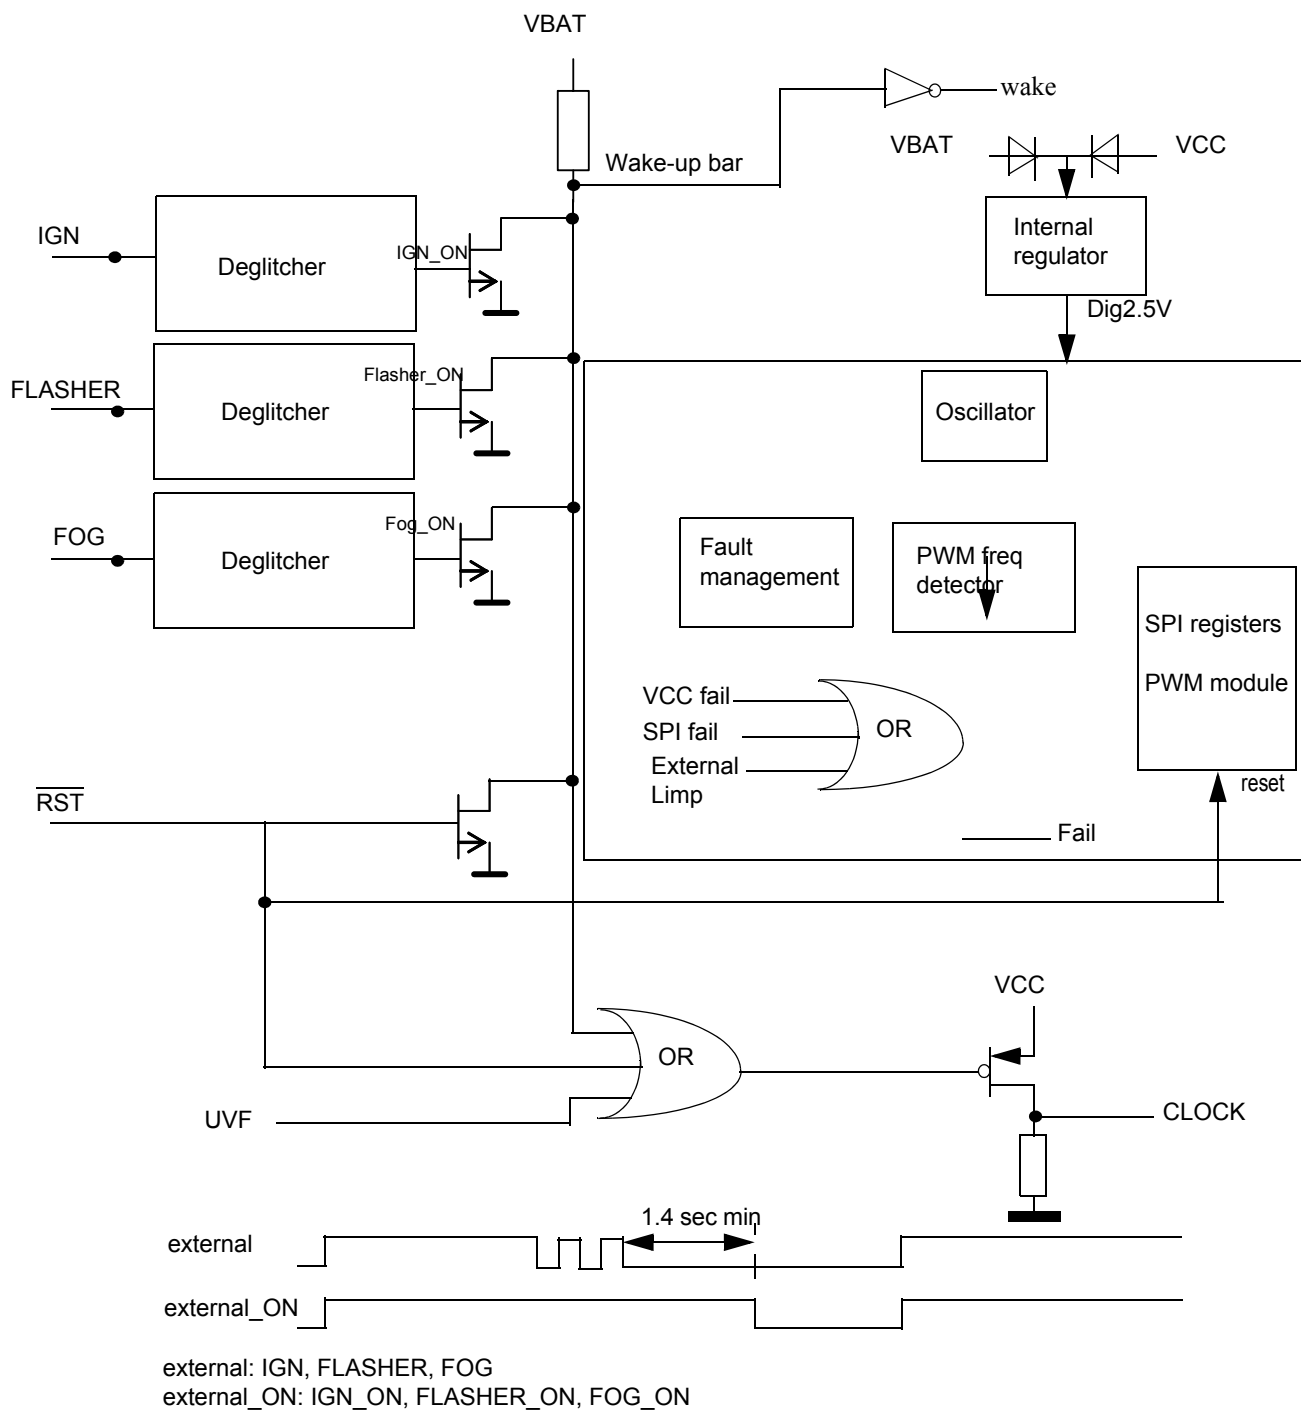 VBAT
wake
VBAT
VCC
Wake-up bar
IGN
Deglitcher
IGN_ON
Internal
regulator
Dig2.5V
FLASHER
Deglitcher
Flasher_ON
Oscillator
FOG
Deglitcher
Fog_ON
Fault
management
PWM freq
detector
SPI registers
PWM module
VCC fail
SPI fail
External
Limp
OR
reset
RST
Fail
VCC
OR
UVF
CLOCK
1.4 sec min
external
external_ON
external: IGN, FLASHER, FOG
external_ON: IGN_ON, FLASHER_ON, FOG_ON